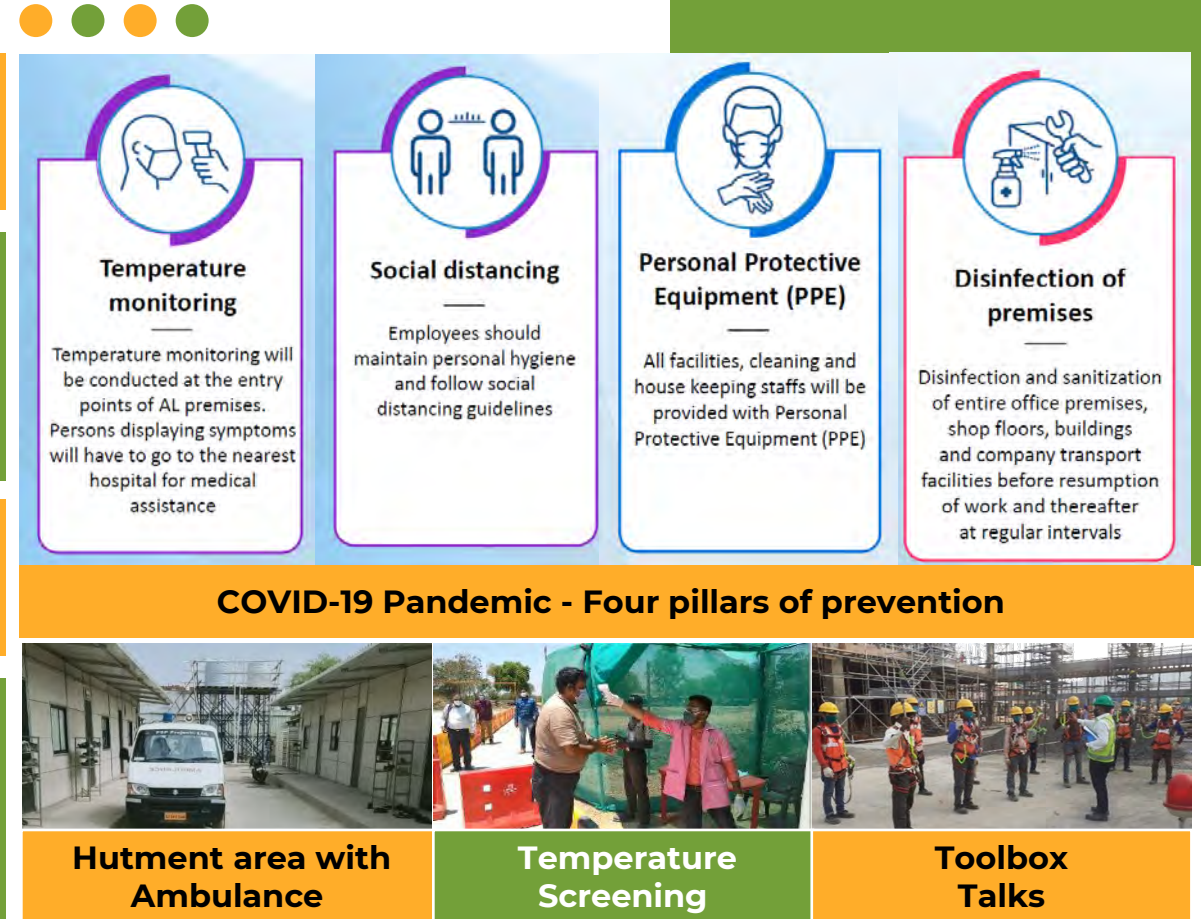 Temperature
monitoring
Temperature monitoring will
be conducted at the entry
points of AL premises.
Persons displaying symptoms
will have to go to the nearest
hospital for medical
assistance
Social distancing
Employees should
maintain personal hygiene
and follow social
distancing guidelines
Personal Protective
Equipment (PPE)
All facilities, cleaning and
house keeping staffs will be
provided with Personal
Protective Equipment (PPE)
Disinfection of
premises
Disinfection and sanitization
of entire office premises,
shop floors, buildings
and company transport
facilities before resumption
of work and thereafter
at regular intervals
COVID-19 Pandemic - Four pillars of prevention
PSP Projects Ltd.
Hutment area with
Ambulance
Temperature
Screening
Toolbox
Talks